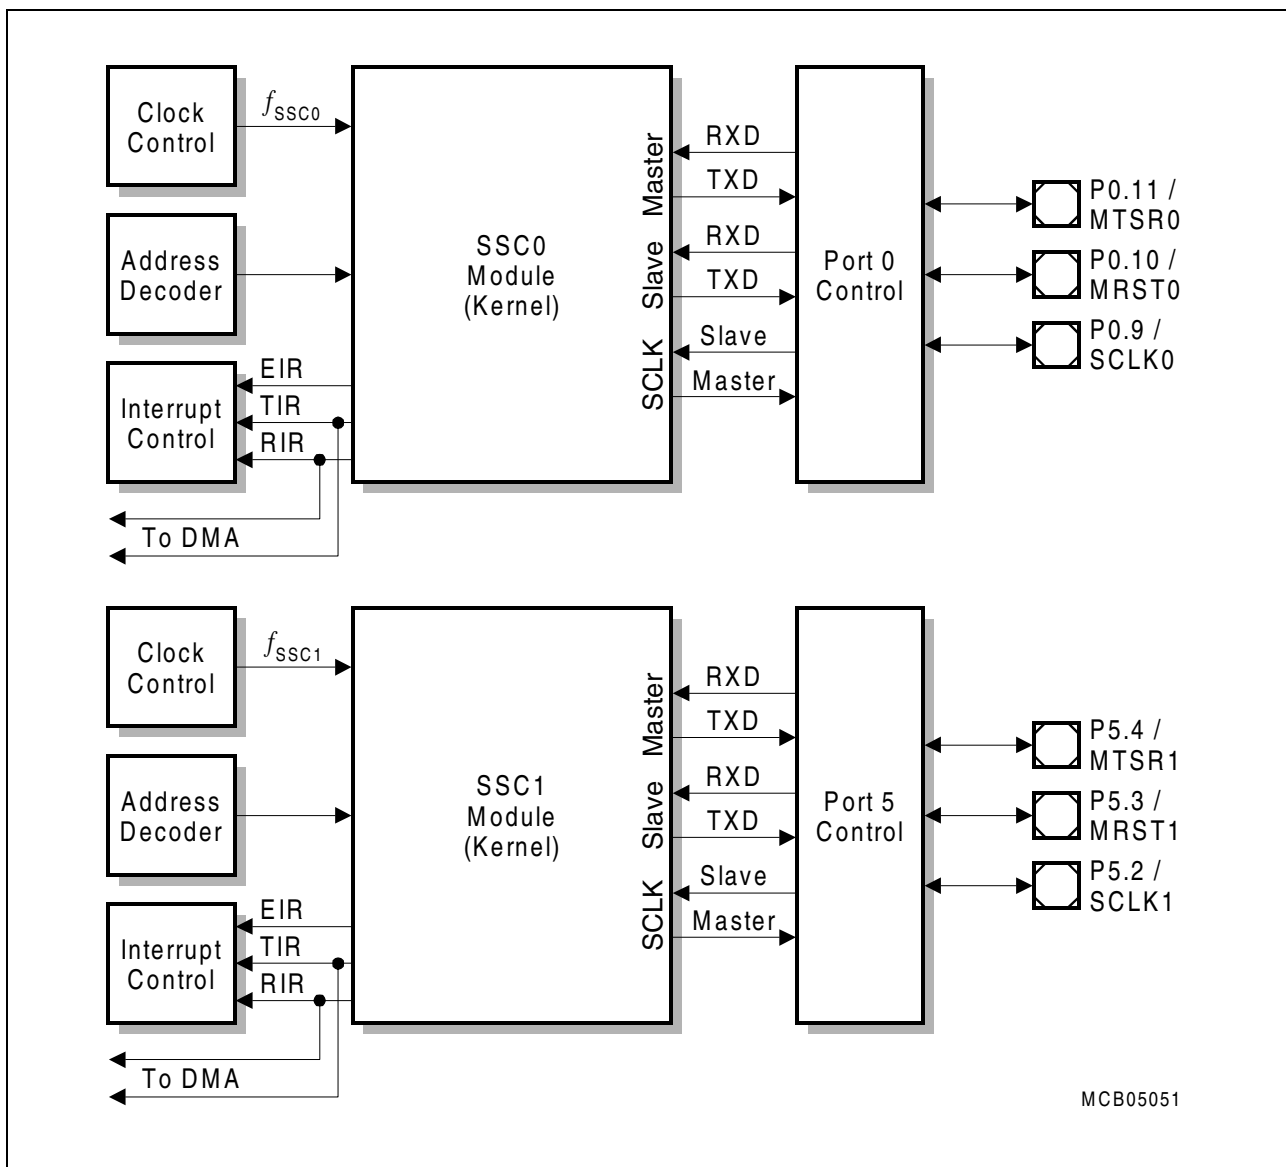 Clock
Control
fSSC0
Address
Decoder
Interrupt
Control
EIR
TIR
RIR
To DMA
SSC0
Module
(Kernel)
Master
Slave
SCLK
RXD
TXD
RXD
TXD
Slave
Master
Port 0
Control
P0.11 /
MTSR0
P0.10 /
MRST0
P0.9 /
SCLK0
Clock
Control
fSSC1
Address
Decoder
Interrupt
Control
EIR
TIR
RIR
To DMA
SSC1
Module
(Kernel)
Master
Slave
SCLK
RXD
TXD
RXD
TXD
Slave
Master
Port 5
Control
P5.4 /
MTSR1
P5.3 /
MRST1
P5.2 /
SCLK1
MCB05051